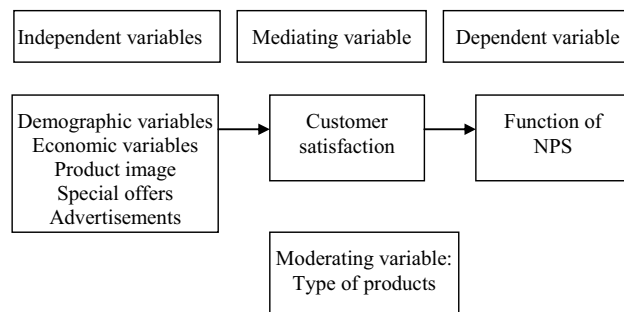 Independent variables
Mediating variable
Dependent variable
Demographic variables
Economic variables
Product image
Special offers
Advertisements
Customer
satisfaction
Function of
NPS
Moderating variable:
Type of products